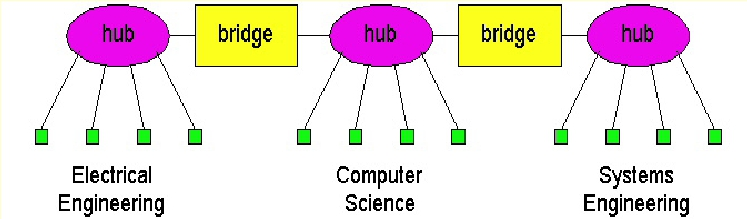 hub bridge hub bridge hub
Electrical Computer Systems
Engineering Science Engineering